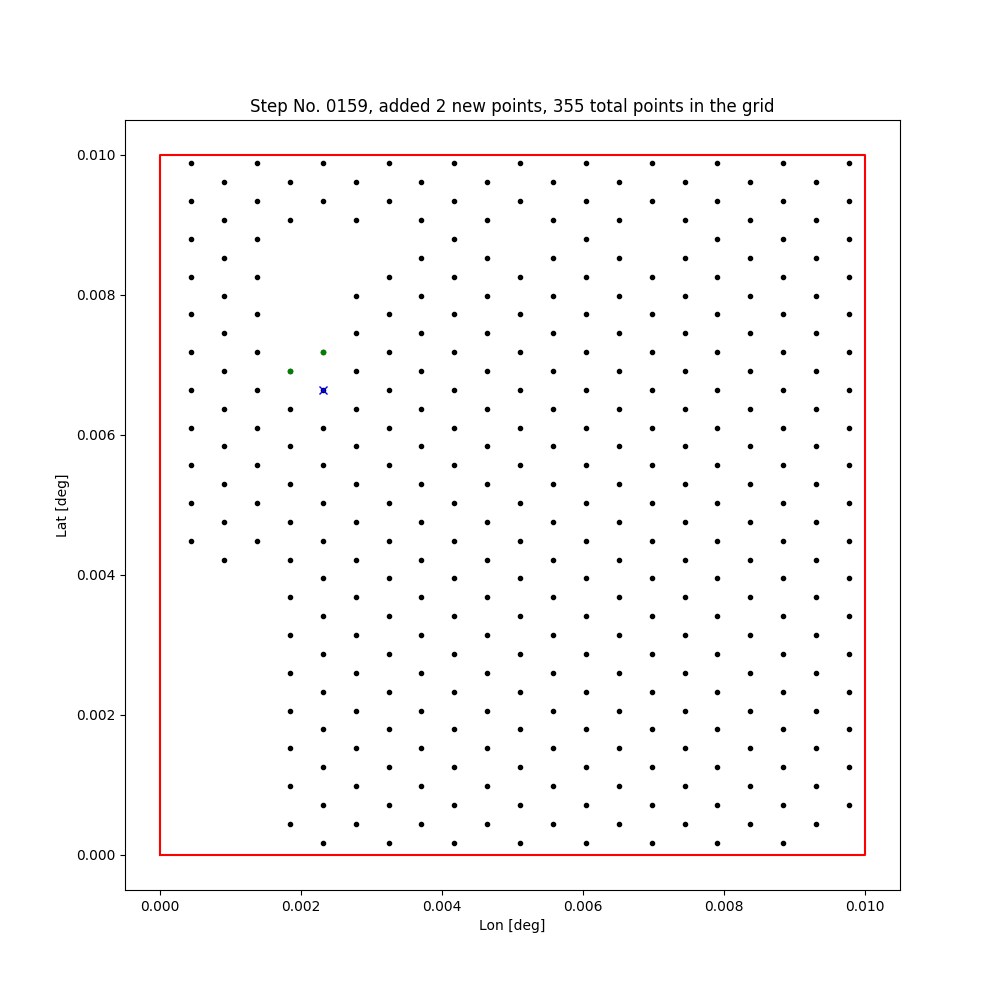 Step No. 0159, added 2 new points, 355 total points in the grid
0.010
0.008
0.006
0.004
0.002
0.000
Lat [deg]
0.000 0.002 0.004 0.006 0.008 0.010
Lon [deg]